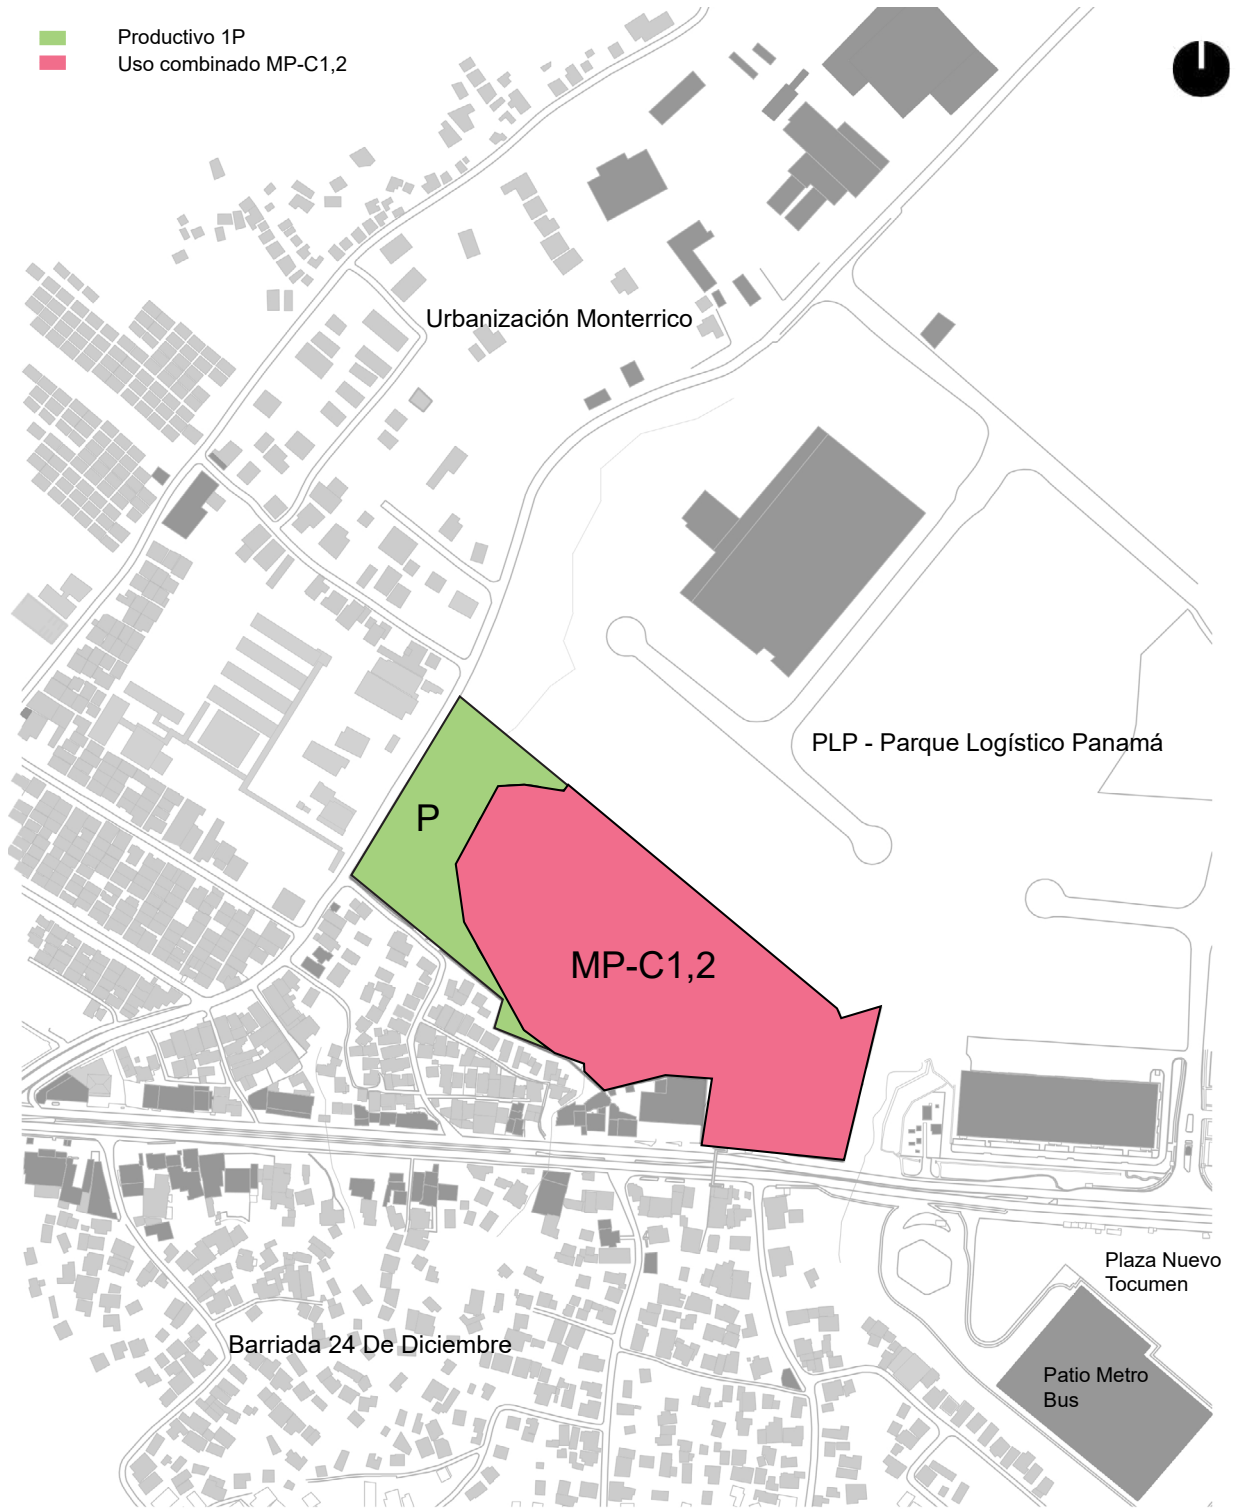 Productivo 1P
Uso combinado MP-C1,2
Urbanización Monterrico
PLP - Parque Logístico Panamá
P
MP-C1,2
Plaza Nuevo
Tocumen
Barriada 24 De Diciembre
Patio Metro
Bus